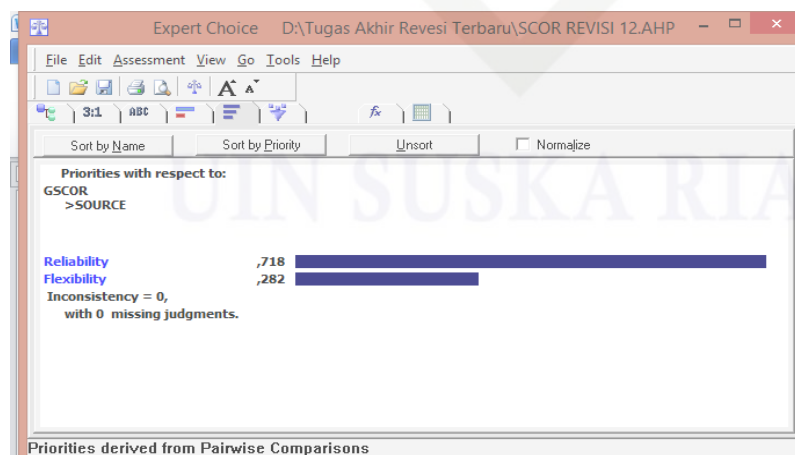 Expert Choice D:\Tugas Akhir Revesi Terbaru\SCOR REVISI 12.AHP
File Edit Assessment View Go Tools Help
A A
3:1 ABC fx
Sort by Name Sort by Priority Unsort Normalize
Priorities with respect to:
GSCOR
>SOURCE
UIN SUSKA RIA
Reliability ,718
Flexibility ,282
Inconsistency = 0,
with 0 missing judgments.
Priorities derived from Pairwise Comparisons